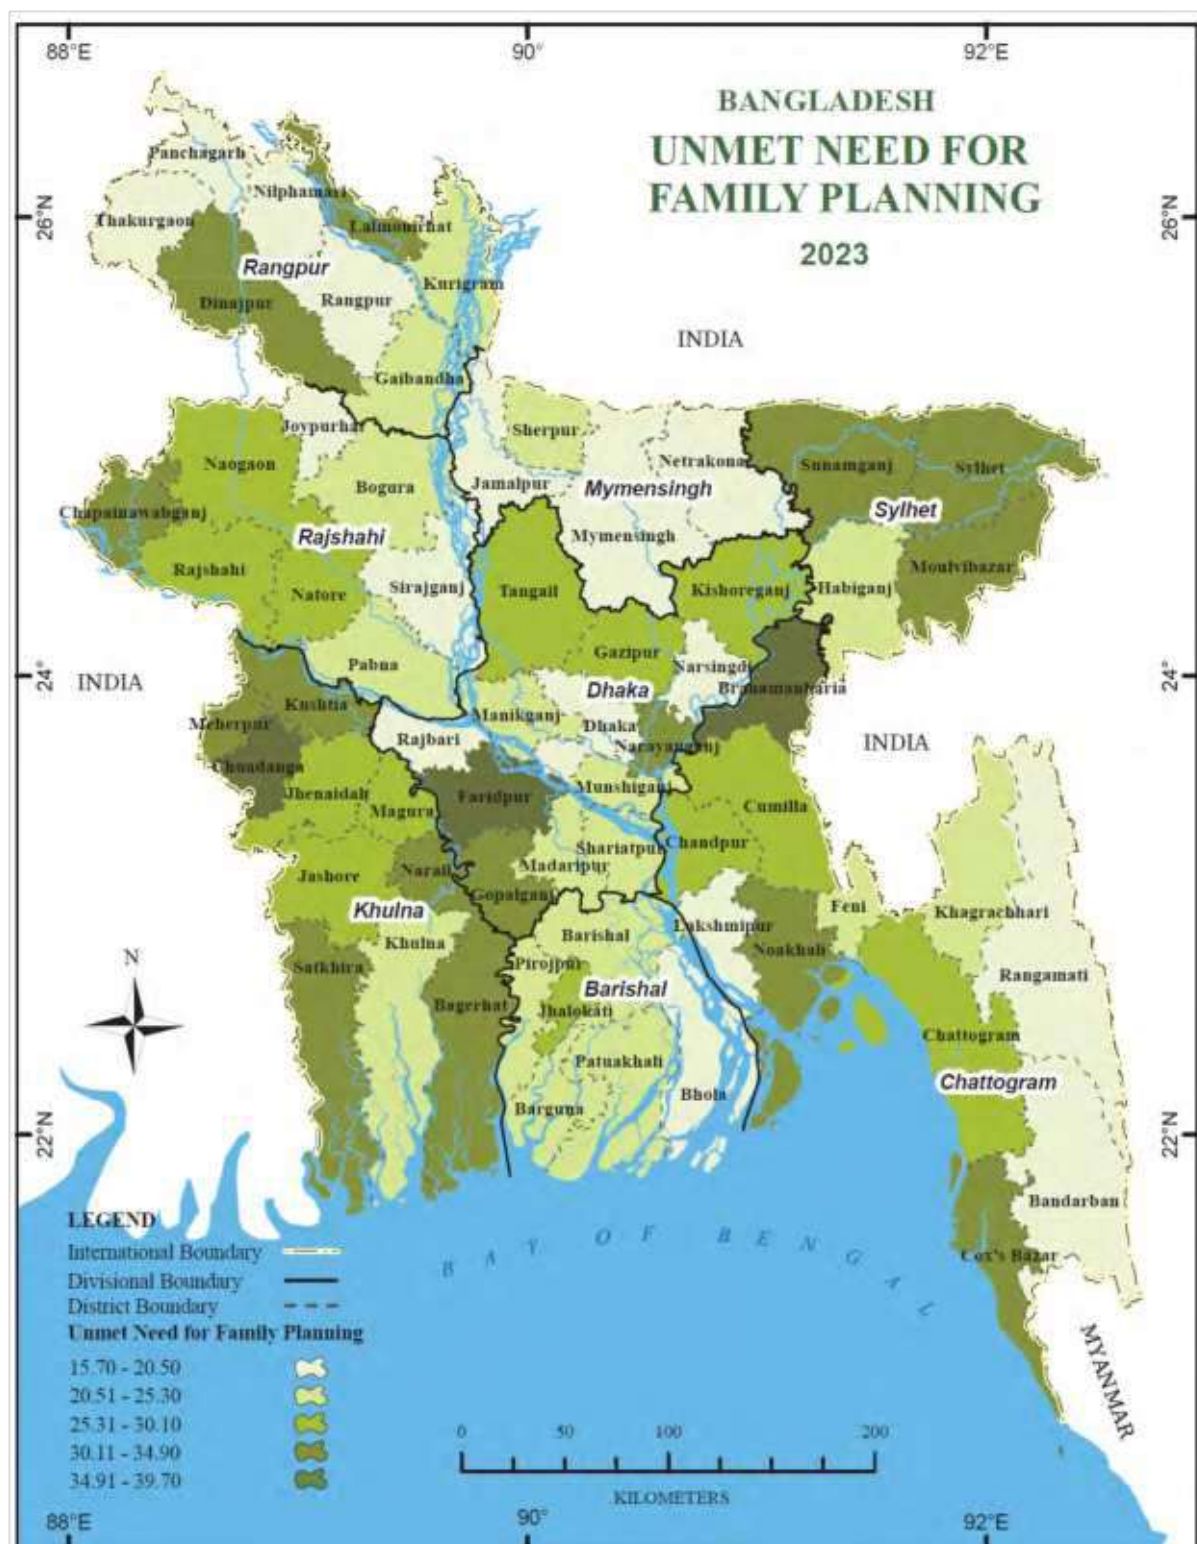 88°E 90° 92°E
BANGLADESH
UNMET NEED FOR
FAMILY PLANNING
2023
26°N
26°N
Panchagarh
Nilphamari
Thakurgaon
Lalmonirhat
Rangpur
Kurigram
Dinajpur
Rangpur
INDIA
Gaibandha
Joypurhat
Sherpur
Naogaon
Netrakona
Sunamganj
Sylhet
Bogura
Jamalpur
Mymensingh
Chapainawabganj
Sylhet
Rajshahi
Mymensingh
Rajshahi
Natore
Sirajganj
Tangail
Kishoreganj
Habiganj
Moulvibazar
Gazipur
Pabna
Narsingdi
24°N
INDIA
Dhaka
Brahamanbaria
24°N
Kushtia
Manikganj
Meherpur
Rajbari
Dhaka
Narayanganj
INDIA
Chuadanga
Jhenaidah
Faridpur
Munshiganj
Magura
Cumilla
Shariatpur
Chandpur
Narail
Madaripur
Jashore
Gopalganj
Khulna
Feni
Khagrachhari
Lakshmipur
Khulna
Barishal
Noakhali
N
Satkhira
Pirojpur
Rangamati
Barishal
Bagerhat
Jhalokati
Chattogram
Patuakhali
Chattogram
Barguna
Bhola
22°N
22°N
Bandarban
LEGEND
International Boundary
BAY OF BENGAL
Cox's Bazar
Divisional Boundary
District Boundary
Unmet Need for Family Planning
MYANMAR
15.70 - 20.50
20.51 - 25.30
25.31 - 30.10
30.11 - 34.90
34.91 - 39.70
0 50 100 200
KILOMETERS
88°E 90° 92°E